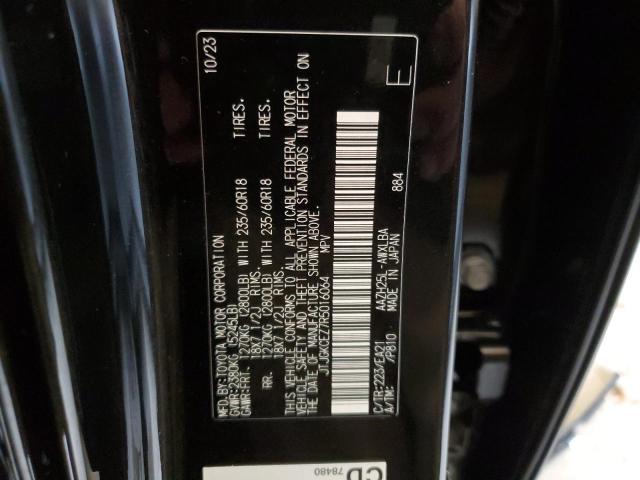 MFD.BY:TOYOTA MOTOR CORPORATION 10/23
GVWR:2380KG (5245LB)
GAWR:FRT. 1270KG (2800LB) WITH 235/60R18 TIRES.
18X7 1/2J RIMS.
RR. 1270KG (2800LB) WITH 235/60R18 TIRES.
18X7 1/2J RIMS.
THIS VEHICLE CONFORMS TO ALL APPLICABLE FEDERAL MOTOR
VEHICLE SAFETY AND THEFT PREVENTION STANDARDS IN EFFECT ON
THE DATE OF MANUFACTURE SHOWN ABOVE.
JTJGKCEZ7R5016064 MPV
C/TR:223/EA21 AAZH25L-AWXLBA
A/TM: /P810 MADE IN JAPAN 884
E
CD
78480